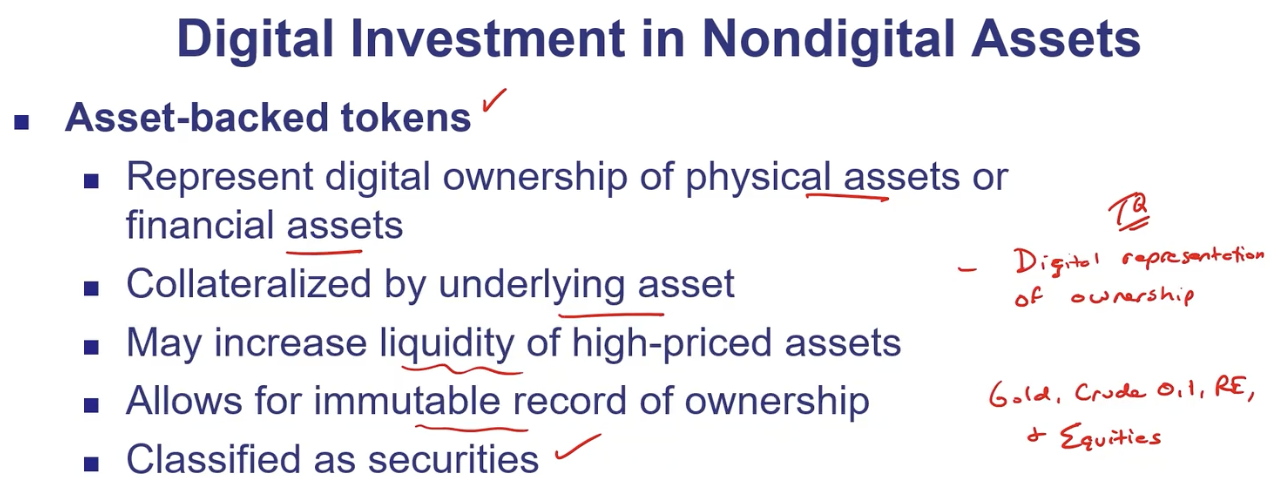 Digital Investment in Nondigital Assets
Asset-backed tokens
Represent digital ownership of physical assets or
financial assets
Collateralized by underlying asset
May increase liquidity of high-priced assets
Allows for immutable record of ownership
Classified as securities
TQ
- Digital representation
of ownership
Gold, Crude Oil, RE,
+ Equities